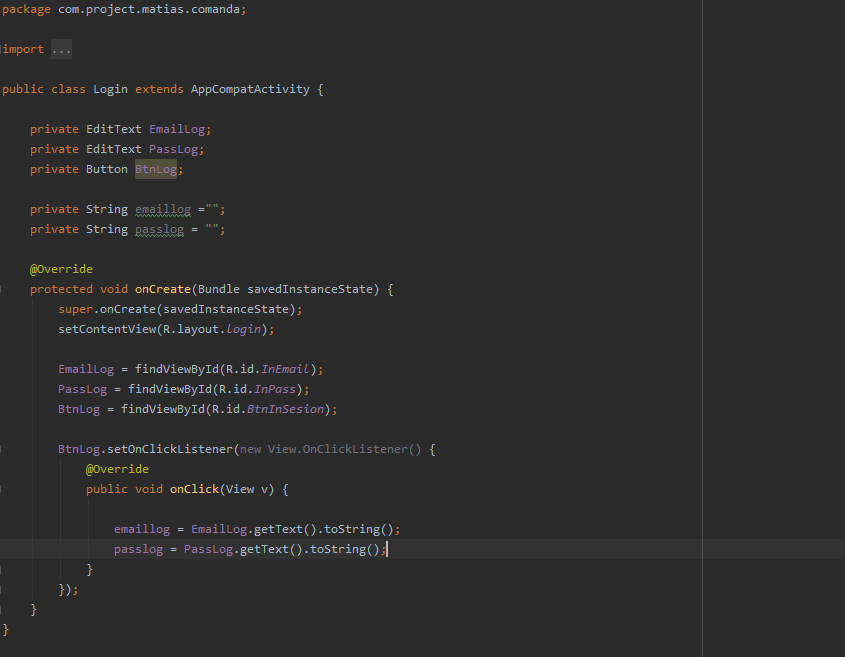 package com.project.matias.comanda;
import ...
public class Login extends AppCompatActivity {
private EditText EmailLog;
private EditText PassLog;
private Button BtnLog;
private String emaillog ="";
private String passlog = "";
@Override
protected void onCreate(Bundle savedInstanceState) {
super.onCreate(savedInstanceState);
setContentView(R.layout.login);
EmailLog = findViewById(R.id.InEmail);
PassLog = findViewById(R.id.InPass);
BtnLog = findViewById(R.id.BtnInSesion);
BtnLog.setOnClickListener(new View.OnClickListener() {
@Override
public void onClick(View v) {
emaillog = EmailLog.getText().toString();
passlog = PassLog.getText().toString();
}
});
}
}